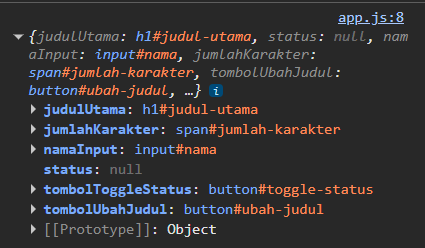 app.js:8
{judulUtama: h1#judul-utama, status: null, nam
aInput: input#nama, jumlahKarakter:
span#jumlah-karakter, tombolUbahJudul:
button#ubah-judul, …} i
judulUtama: h1#judul-utama
jumlahKarakter: span#jumlah-karakter
namaInput: input#nama
status: null
tombolToggleStatus: button#toggle-status
tombolUbahJudul: button#ubah-judul
[[Prototype]]: Object